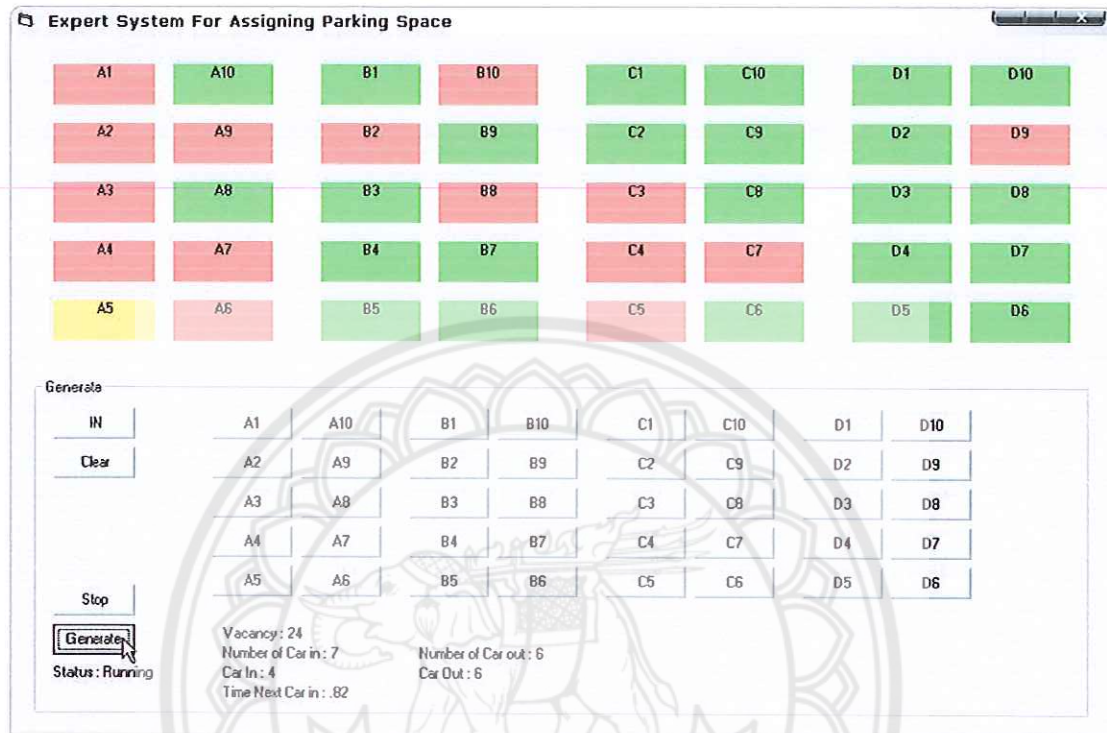 Expert System For Assigning Parking Space
A1 A10 B1 B10 C1 C10 D1 D10
A2 A9 B2 B9 C2 C9 D2 D9
A3 A8 B3 B8 C3 C8 D3 D8
A4 A7 B4 B7 C4 C7 D4 D7
A5 A6 B5 B6 C5 C6 D5 D6
Generate
IN A1 A10 B1 B10 C1 C10 D1 D10
Clear A2 A9 B2 B9 C2 C9 D2 D9
A3 A8 B3 B8 C3 C8 D3 D8
A4 A7 B4 B7 C4 C7 D4 D7
A5 A6 B5 B6 C5 C6 D5 D6
Stop
Generate Vacancy : 24
Number of Car in : 7 Number of Car out : 6
Status : Running Car In : 4 Car Out : 6
Time Next Car in : .82